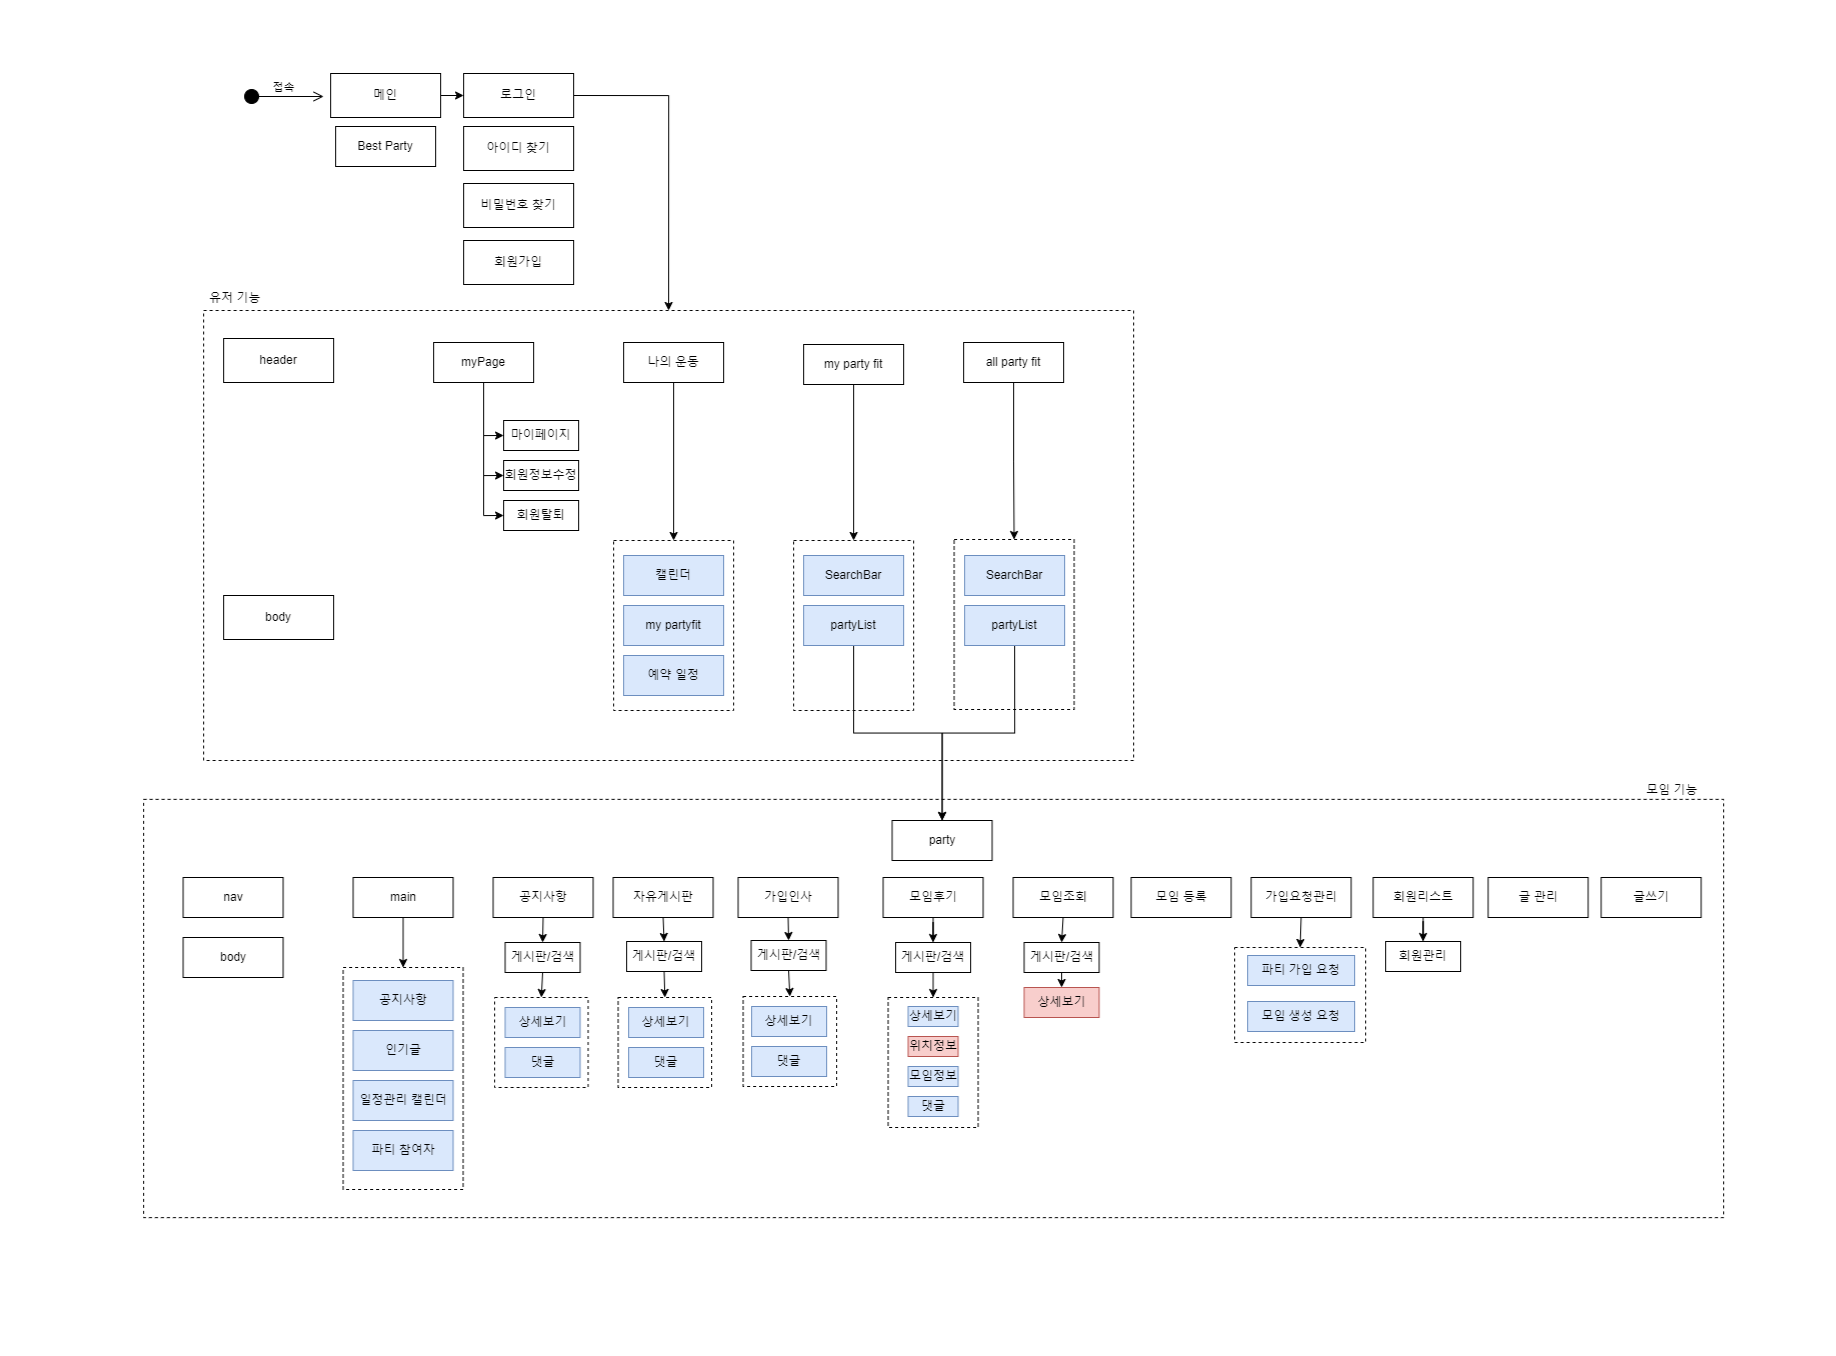 접속
메인
로그인
Best Party
아이디 찾기
비밀번호 찾기
회원가입
유저 기능
header
myPage
나의 운동
my party fit
all party fit
마이페이지
회원정보수정
회원탈퇴
body
캘린더
my partyfit
예약 일정
SearchBar
partyList
SearchBar
partyList
모임 기능
party
nav
main
공지사항
자유게시판
가입인사
모임후기
모임조회
모임 등록
가입요청관리
회원리스트
글 관리
글쓰기
body
게시판/검색
게시판/검색
게시판/검색
게시판/검색
게시판/검색
회원관리
공지사항
인기글
일정관리 캘린더
파티 참여자
상세보기
댓글
상세보기
댓글
상세보기
댓글
상세보기
위치정보
모임정보
댓글
상세보기
파티 가입 요청
모임 생성 요청